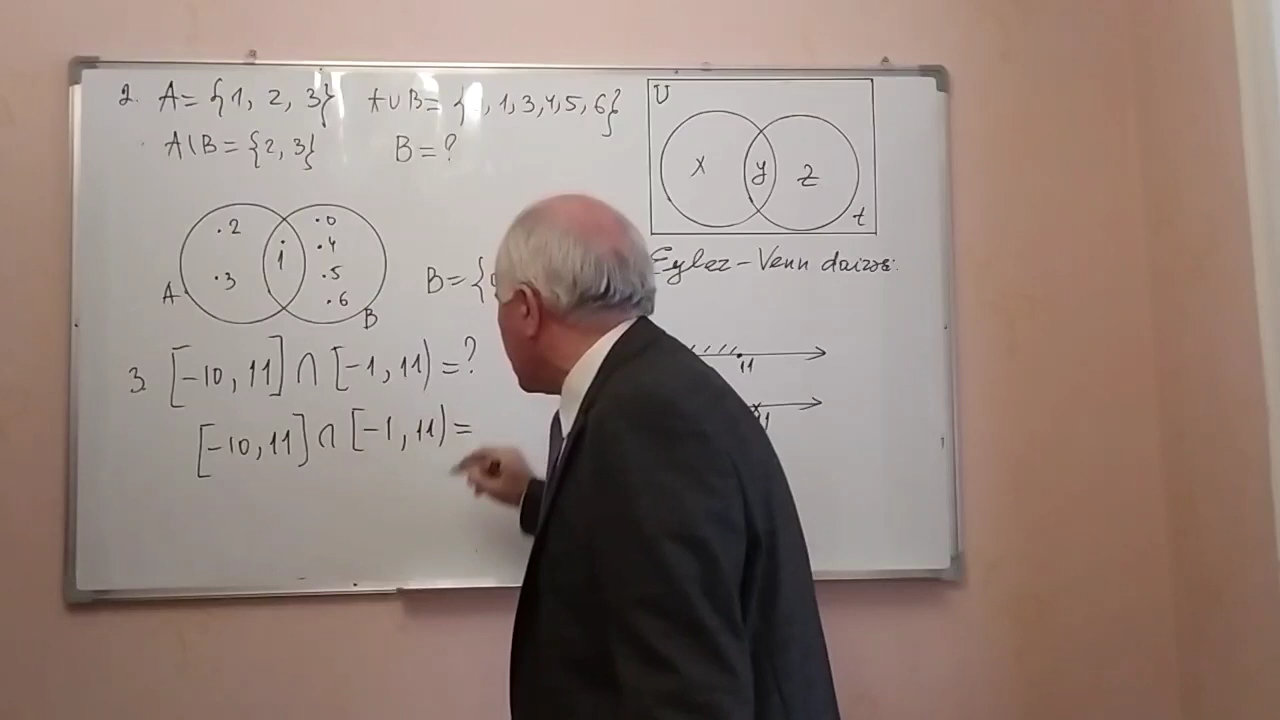 2. A = {1, 2, 3} A∪B = { , 1, 3, 4, 5, 6}
A\B = {2, 3} B = ?
U
x y z
t
.2 .0
.1 .4
.3 .5
.6
A B
B = {
Eyler-Venn dairəsi.
3. [-10, 11] ∩ [-1, 11) = ?
11
[-10, 11] ∩ [-1, 11) =